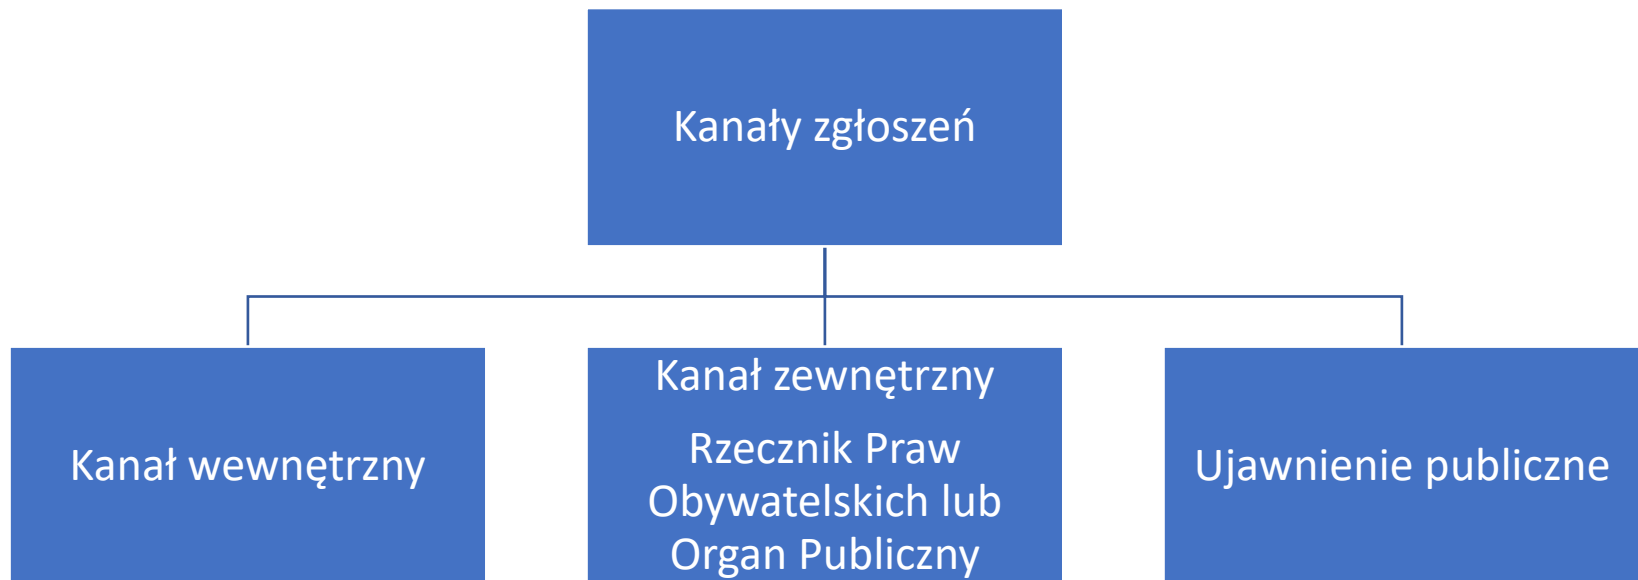 Kanały zgłoszeń
Kanał wewnętrzny
Kanał zewnętrzny
Rzecznik Praw
Obywatelskich lub
Organ Publiczny
Ujawnienie publiczne